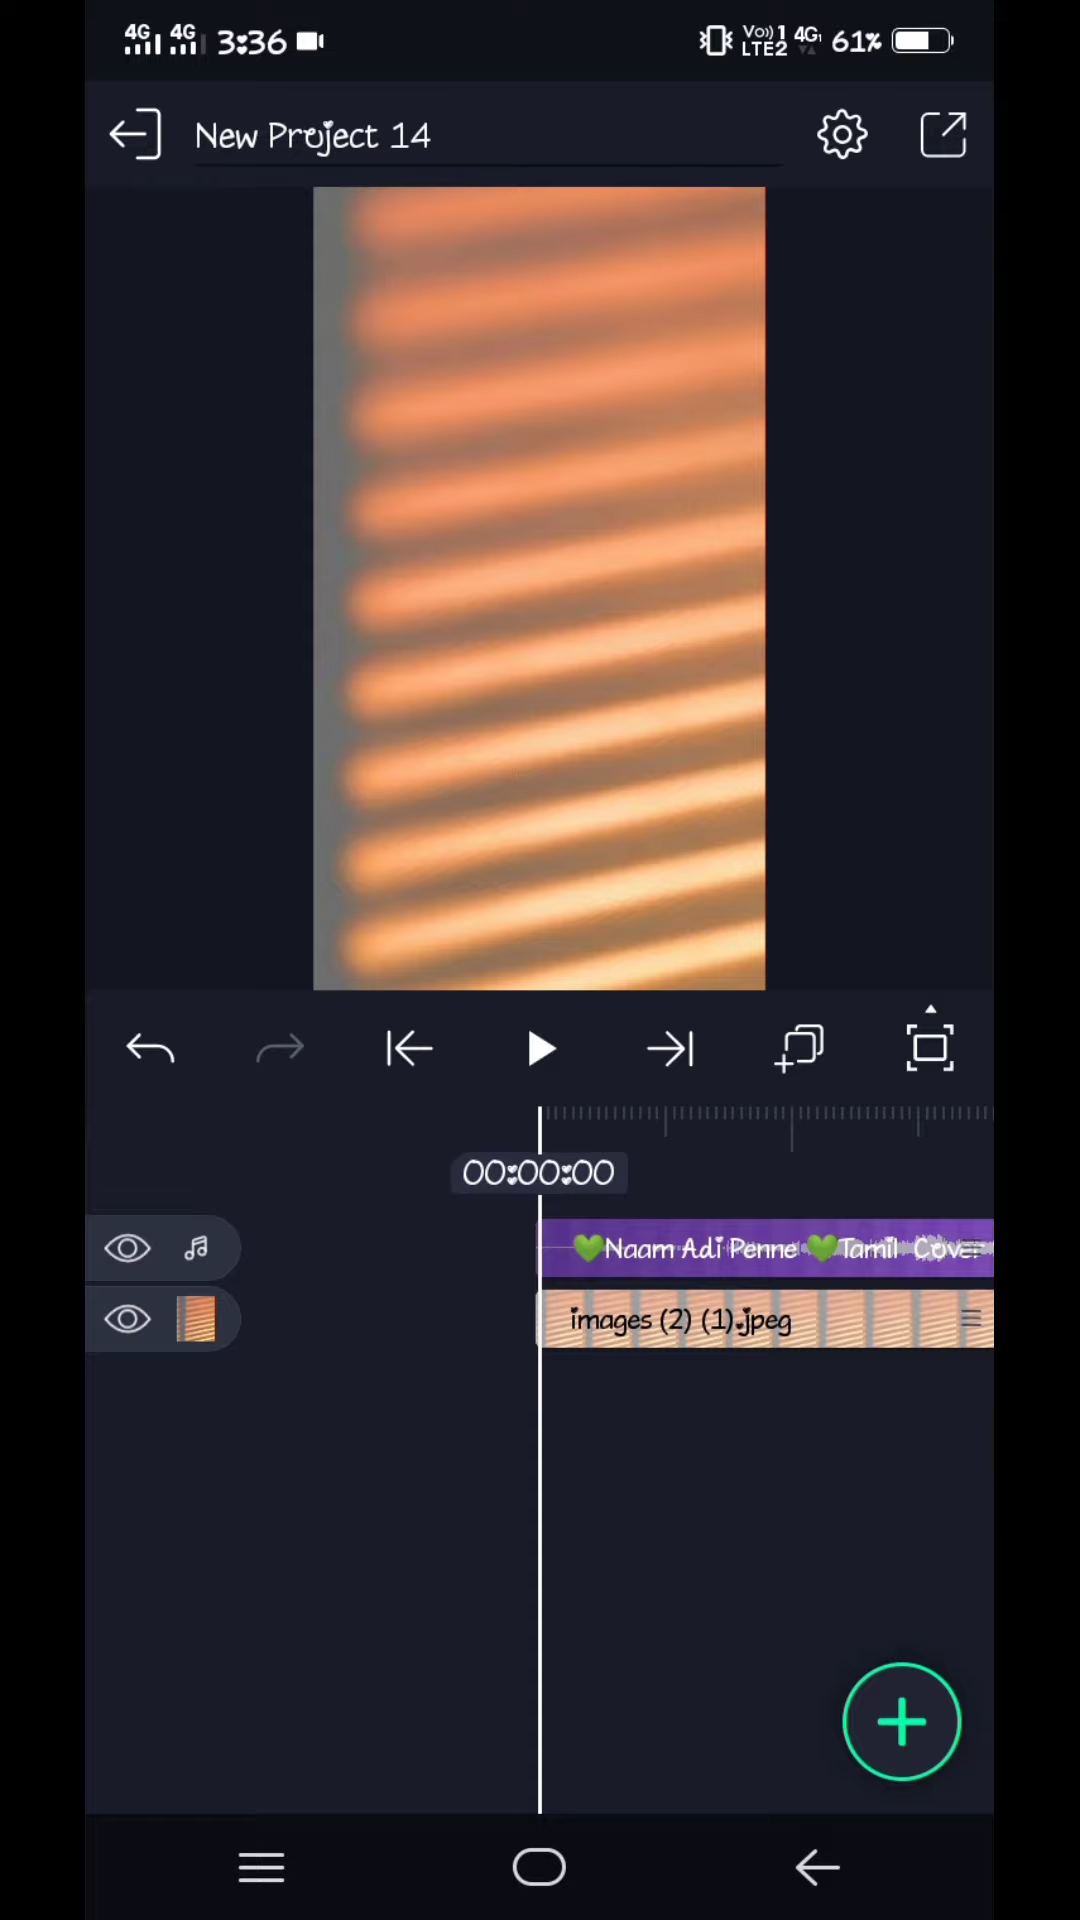 4G 4G 3:36 Vo)) 1 LTE2 4G 61%
New Project 14
00:00:00
💚Naam Adi Penne 💚Tamil Cover
images (2) (1).jpeg